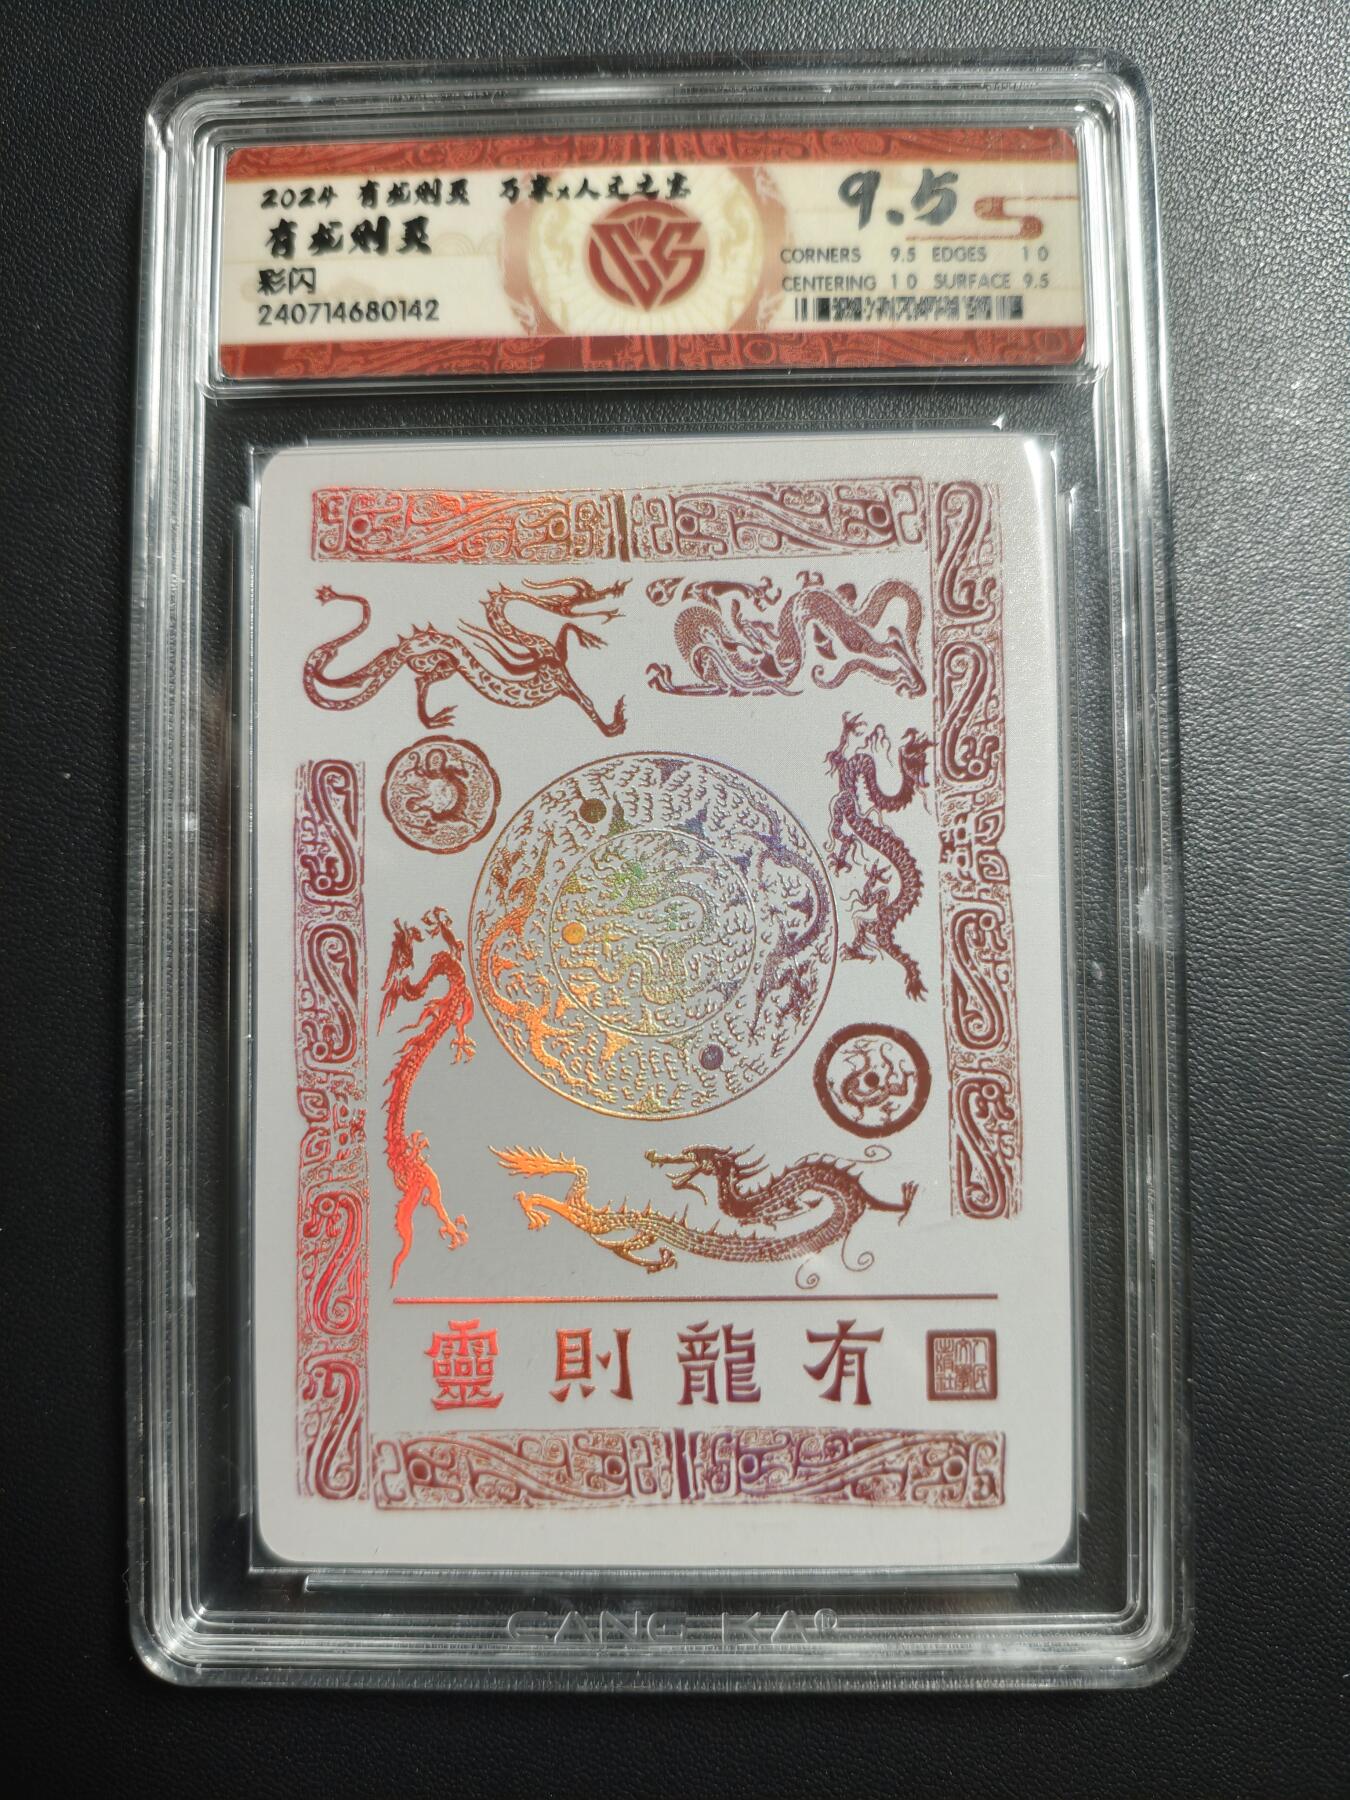 2024 有龙则灵 万宝x人文之宝
有龙则灵
彩闪
240714680142
9.5
CORNERS 9.5 EDGES 10
CENTERING 10 SURFACE 9.5
有龍則靈
CANG KA®